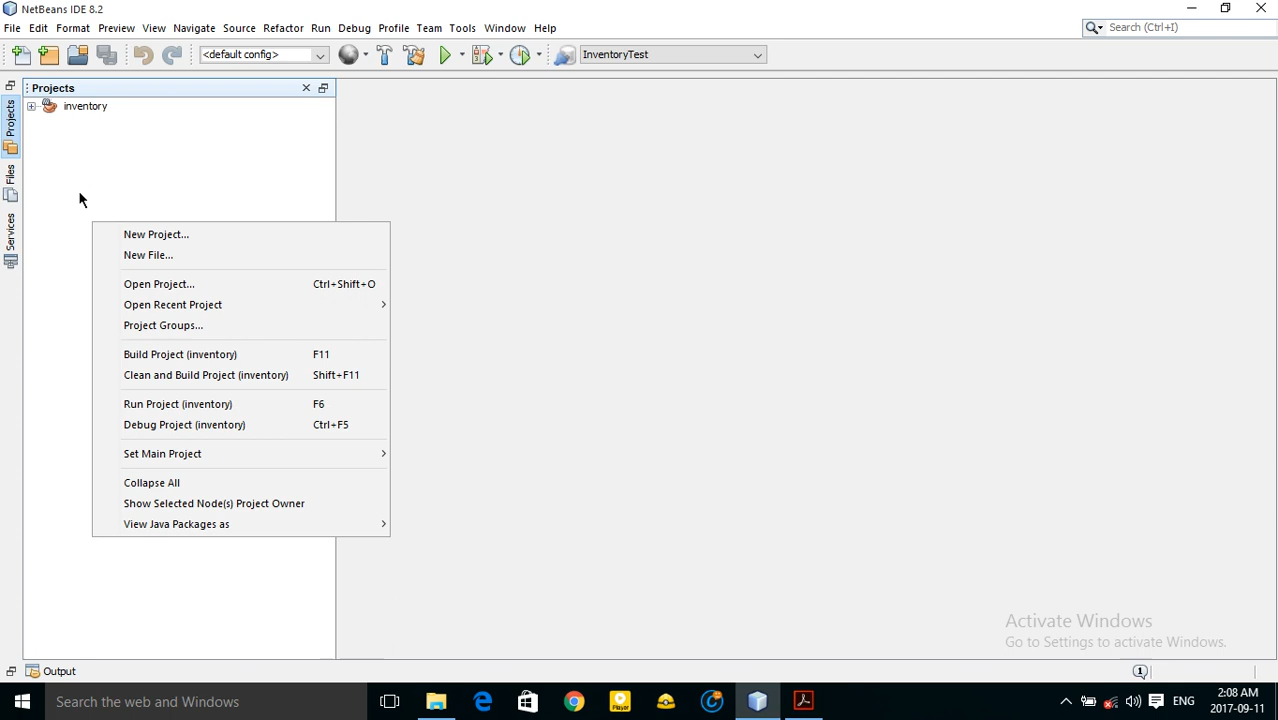 NetBeans IDE 8.2
File Edit Format Preview View Navigate Source Refactor Run Debug Profile Team Tools Window Help
Search (Ctrl+I)
<default config>
InventoryTest
Projects
Projects
inventory
Files
Services
New Project...
New File...
Open Project... Ctrl+Shift+O
Open Recent Project
Project Groups...
Build Project (inventory) F11
Clean and Build Project (inventory) Shift+F11
Run Project (inventory) F6
Debug Project (inventory) Ctrl+F5
Set Main Project
Collapse All
Show Selected Node(s) Project Owner
View Java Packages as
Activate Windows
Go to Settings to activate Windows.
Output
1
Search the web and Windows
Player
ENG
2:08 AM
2017-09-11